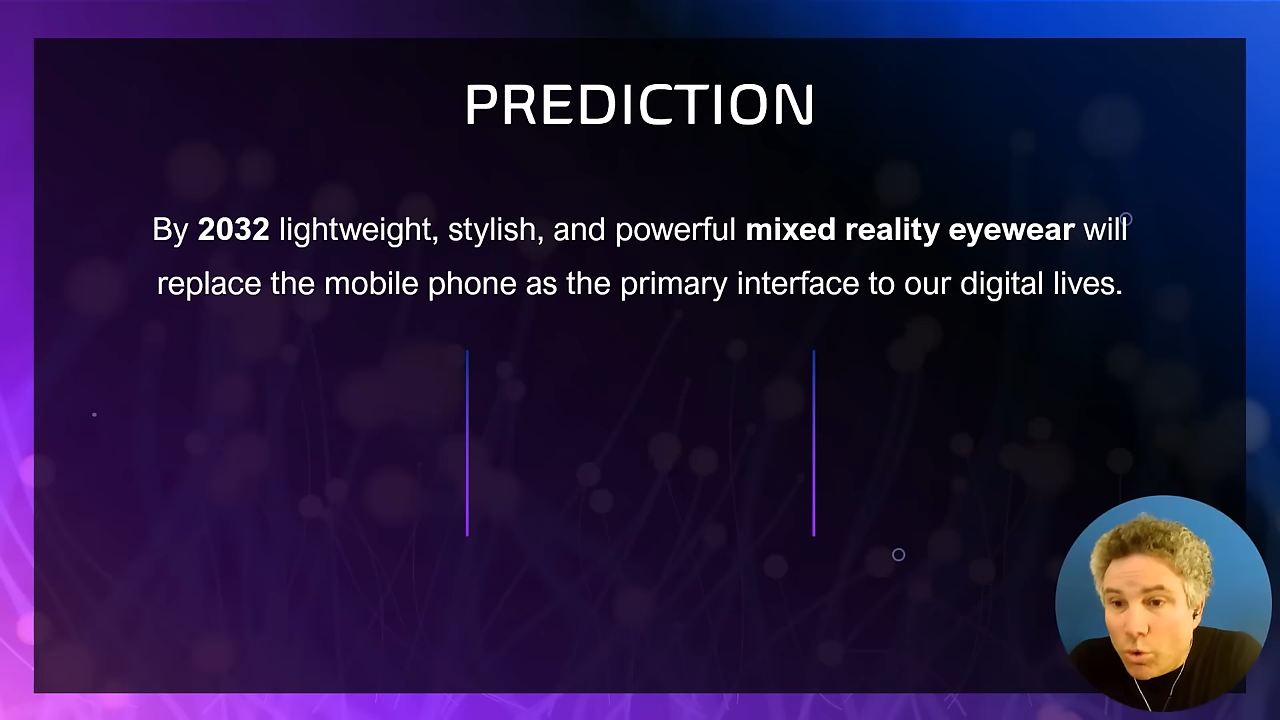 PREDICTION
By 2032 lightweight, stylish, and powerful mixed reality eyewear will
replace the mobile phone as the primary interface to our digital lives.